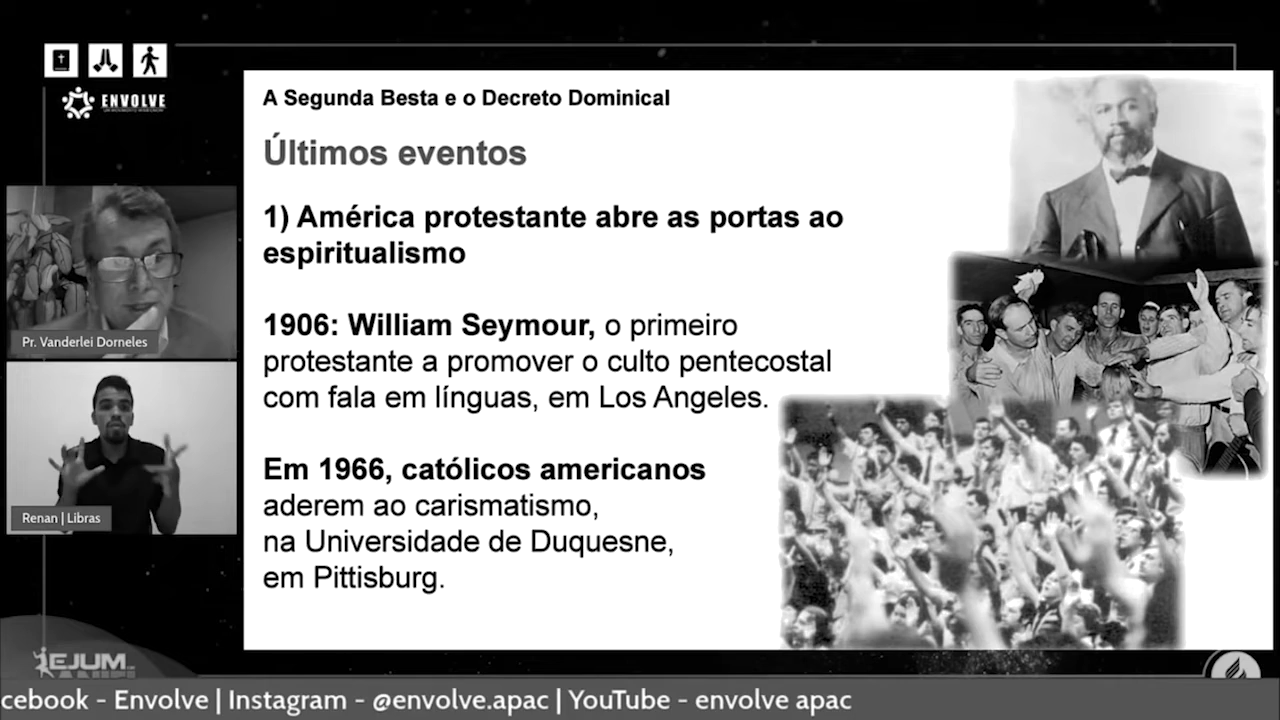 ENVOLVE
A Segunda Besta e o Decreto Dominical
Últimos eventos
1) América protestante abre as portas ao
espiritualismo
1906: William Seymour, o primeiro
protestante a promover o culto pentecostal
com fala em línguas, em Los Angeles.
Em 1966, católicos americanos
aderem ao carismatismo,
na Universidade de Duquesne,
em Pittisburg.
Pr. Vanderlei Dorneles
Renan | Libras
EJUM
cebook - Envolve | Instagram - @envolve.apac | YouTube - envolve apac